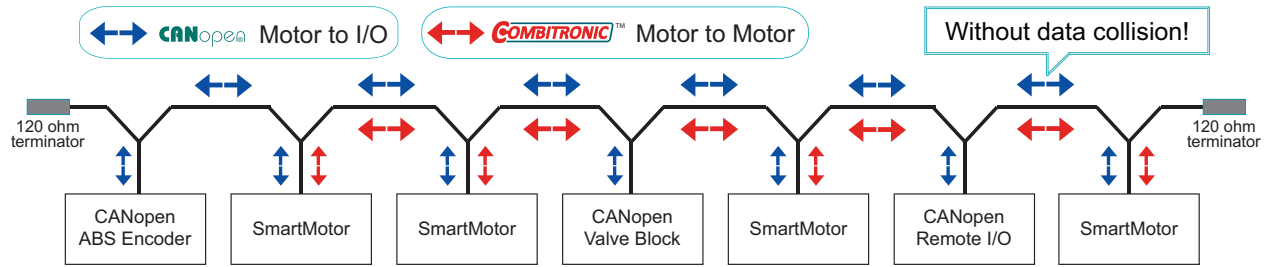 CANopen Motor to I/O
COMBITRONIC™ Motor to Motor
Without data collision!
120 ohm
terminator
120 ohm
terminator
CANopen
ABS Encoder
SmartMotor
SmartMotor
CANopen
Valve Block
SmartMotor
CANopen
Remote I/O
SmartMotor